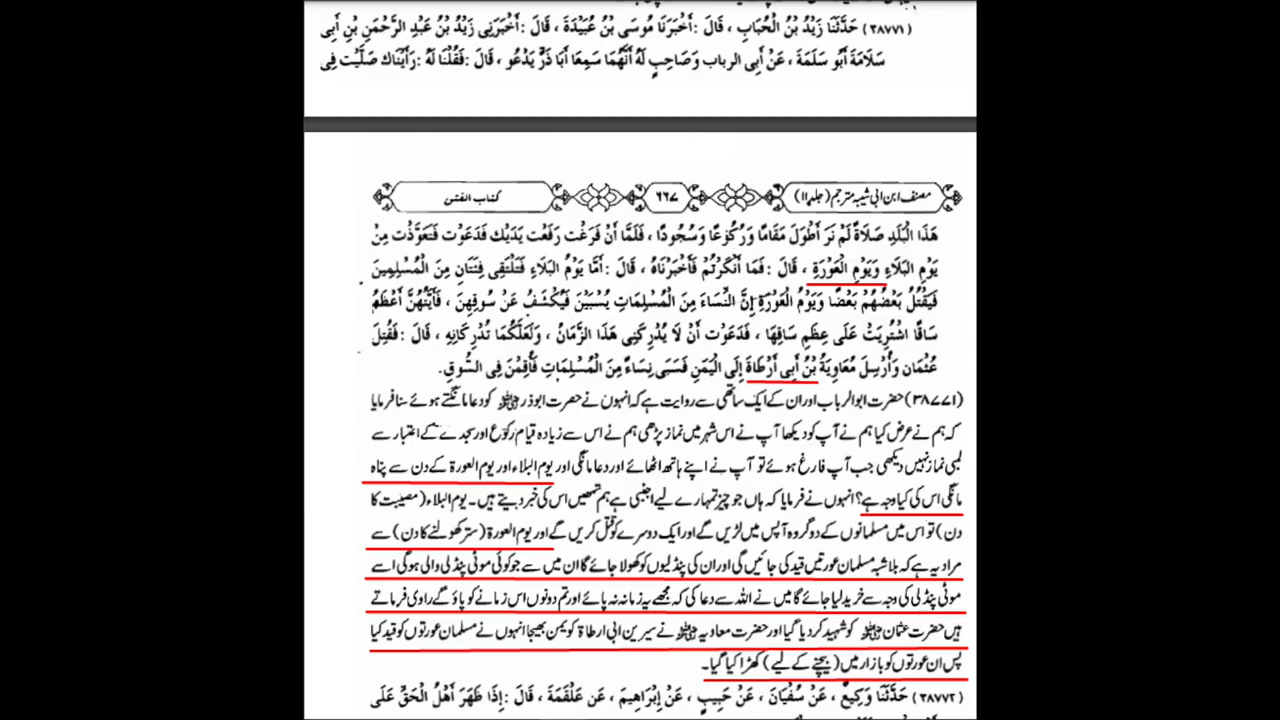 (۳۸۷۷۱) حَدَّثَنَا زَيْدُ بْنُ الْحُبَابِ ، قَالَ : أَخْبَرَنَا مُوسَى بْنُ عُبَيْدَةَ ، قَالَ : أَخْبَرَنِي زَيْدُ بْنُ عَبْدِ الرَّحْمَنِ بْنِ أَبِي
سَلَامَةَ أَبُو سَلَمَةَ ، عَنْ أَبِي الرباب وَصَاحِبٍ لَهُ أَنَّهُمَا سَمِعَا أَبَا ذَرٍّ يَدْعُو ، قَالَ : فَقُلْنَا لَهُ : رَأَيْنَاك صَلَّيْت فِي
مصنف ابن ابی شیبہ مترجم (جلد ۱۱) ۶۶۷ کتاب الفتن
هَذَا الْبَلَدِ صَلَاةً لَمْ نَرَ أَطْوَلَ مَقَامًا وَرُكُوعًا وَسُجُودًا ، فَلَمَّا أَنْ فَرَغْت رَفَعْت يَدَيْك فَدَعَوْت فَتَعَوَّذْت مِنْ
يَوْمِ الْبَلَاءِ وَيَوْمِ الْعَوْرَةِ ، قَالَ : فَمَا أَنْكَرْتُمْ فَأَخْبَرْنَاهُ ، قَالَ : أَمَّا يَوْمُ الْبَلَاءِ فَتَلْتَقِي فِئَتَانِ مِنَ الْمُسْلِمِينَ
فَيَقْتُلُ بَعْضُهُمْ بَعْضًا وَيَوْمُ الْعَوْرَةِ إِنَّ النِّسَاءَ مِنَ الْمُسْلِمَاتِ يُسْبَيْنَ فَيُكْشَفُ عَنْ سُوقِهِنَّ ، فَأَيَّتُهُنَّ أَعْظَمُ
سَاقًا اشْتُرِيَتْ عَلَى عِظَمِ سَاقِهَا ، فَدَعَوْت أَنْ لَا يُدْرِكَنِي هَذَا الزَّمَانُ ، وَلَعَلَّكُمَا تُدْرِكَانِهِ ، قَالَ : فَقُتِلَ
عُثْمَان وَأُرْسِلَ مُعَاوِيَةُ بْنُ أَبِي أَرْطَاةَ إِلَى الْيَمَنِ فَسَبَى نِسَاءً مِنَ الْمُسْلِمَاتِ فَأُقِمْنَ فِي السُّوقِ.
(۳۸۷۷۱) حضرت ابوالرباب اور ان کے ایک ساتھی سے روایت ہے کہ انہوں نے حضرت ابوذر رضی اللہ عنہ کو دعا مانگتے ہوئے سنا فرمایا
کہ ہم نے عرض کیا ہم نے آپ کو دیکھا آپ نے اس شہر میں نماز پڑھی ہم نے اس سے زیادہ قیام رکوع اور سجدے کے اعتبار سے
لمبی نماز نہیں دیکھی جب آپ فارغ ہوئے تو آپ نے اپنے ہاتھ اٹھائے اور دعا مانگی اور یوم البلاء اور یوم العورۃ کے دن سے پناہ
مانگی اس کی کیا وجہ ہے؟ انہوں نے فرمایا کہ ہاں جو چیز تمہارے لیے اجنبی ہے ہم تمھیں اس کی خبر دیتے ہیں۔ یوم البلاء (مصیبت کا
دن) تو اس میں مسلمانوں کے دو گروہ آپس میں لڑیں گے اور ایک دوسرے کو قتل کریں گے اور یوم العورۃ (ستر کھولنے کا دن) سے
مراد یہ ہے کہ بلاشبہ مسلمان عورتیں قید کی جائیں گی اور ان کی پنڈلیوں کو کھولا جائے گا ان میں سے جو کوئی موٹی پنڈلی والی ہوگی اسے
موٹی پنڈلی کی وجہ سے خرید لیا جائے گا میں نے اللہ سے دعا کی کہ مجھے یہ زمانہ نہ پائے اور تم دونوں اس زمانے کو پاؤ گے راوی فرماتے
ہیں حضرت عثمان رضی اللہ عنہ کو شہید کر دیا گیا اور حضرت معاویہ رضی اللہ عنہ نے سیرین ابی ارطاۃ کو یمن بھیجا انہوں نے مسلمان عورتوں کو قید کیا
پس ان عورتوں کو بازار میں (بیچنے کے لیے) کھڑا کیا گیا۔
(۳۸۷۷۲) حَدَّثَنَا وَكِيعٌ ، عَنْ سُفْيَانَ ، عَنْ حَبِيبٍ ، عَنْ إِبْرَاهِيمَ ، عَنِ عَلْقَمَةَ ، قَالَ : إِذَا ظَهَرَ أَهْلُ الْحَقِّ عَلَى